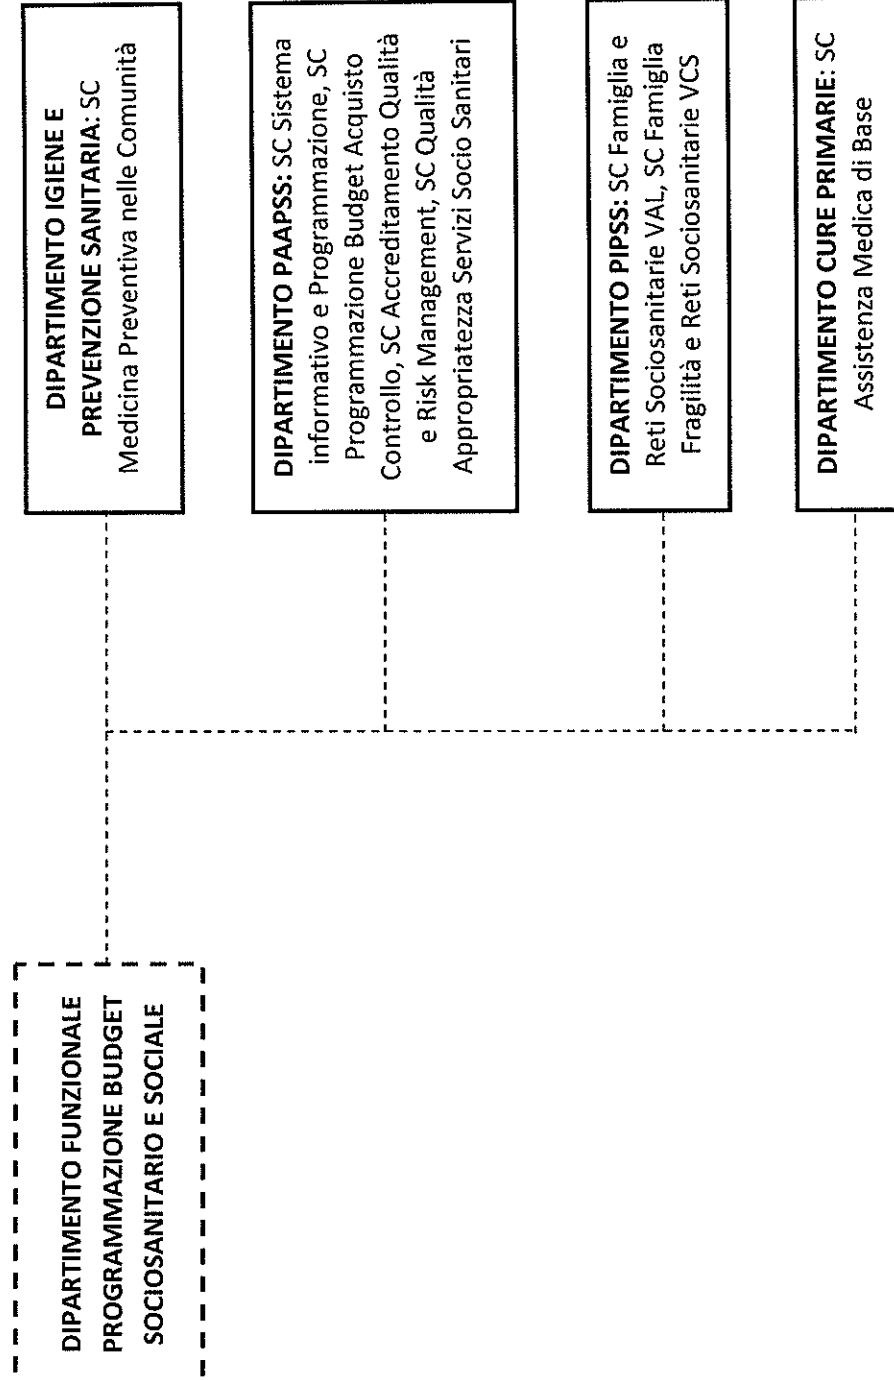 DIPARTIMENTO FUNZIONALE
PROGRAMMAZIONE BUDGET
SOCIOSANITARIO E SOCIALE
DIPARTIMENTO IGIENE E
PREVENZIONE SANITARIA: SC
Medicina Preventiva nelle Comunità
DIPARTIMENTO PAAPSS: SC Sistema
informativo e Programmazione, SC
Programmazione Budget Acquisto
Controllo, SC Accreditamento Qualità
e Risk Management, SC Qualità
Appropriatezza Servizi Socio Sanitari
DIPARTIMENTO PIPSS: SC Famiglia e
Reti Sociosanitarie VAL, SC Famiglia
Fragilità e Reti Sociosanitarie VCS
DIPARTIMENTO CURE PRIMARIE: SC
Assistenza Medica di Base